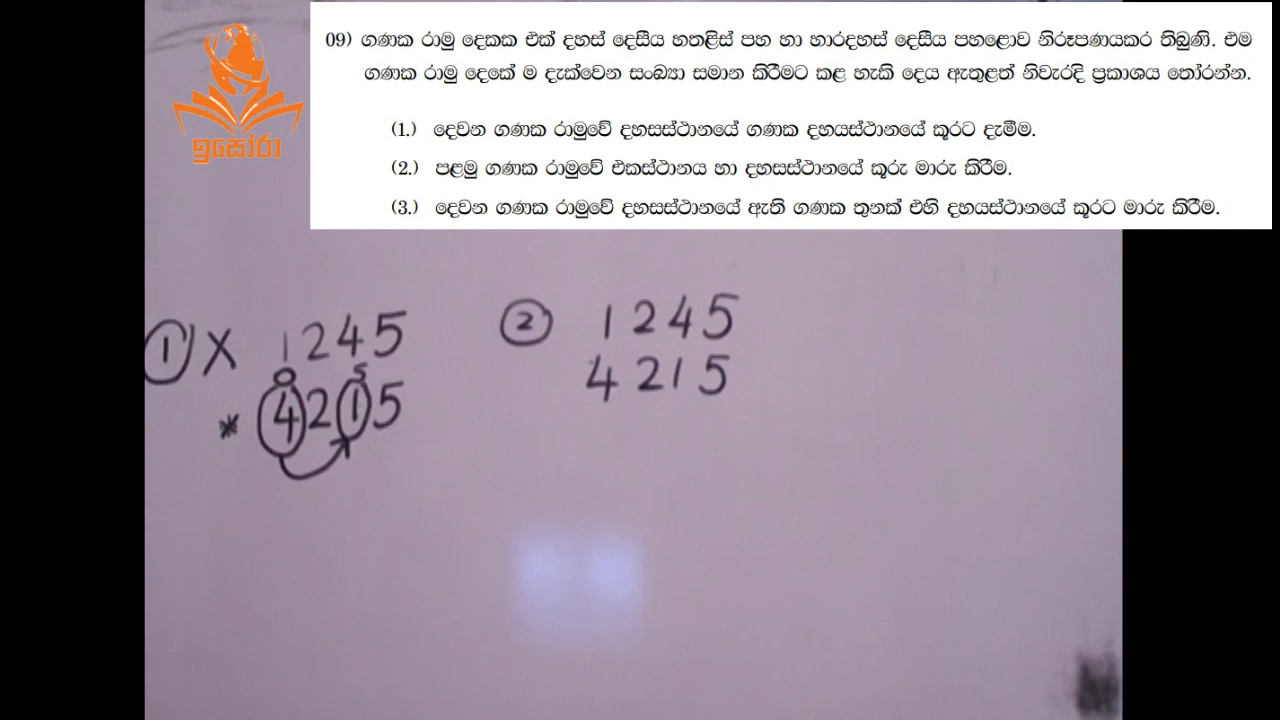 ඉසෝරා
09) ගණක රාමු දෙකක එක් දහස් දෙසීය හතළිස් පහ හා හාරදහස් දෙසීය පහළොව නිරූපණයකර තිබුණි. එම
ගණක රාමු දෙකේ ම දැක්වෙන සංඛ්‍යා සමාන කිරීමට කළ හැකි දෙය ඇතුළත් නිවැරදි ප්‍රකාශය තෝරන්න.
(1.) දෙවන ගණක රාමුවේ දහසස්ථානයේ ගණක දහයස්ථානයේ කූරට දැමීම.
(2.) පළමු ගණක රාමුවේ එකස්ථානය හා දහසස්ථානයේ කූරු මාරු කිරීම.
(3.) දෙවන ගණක රාමුවේ දහසස්ථානයේ ඇති ගණක තුනක් එහි දහයස්ථානයේ කූරට මාරු කිරීම.
① X 1245
0 5
* 4215
② 1245
4215